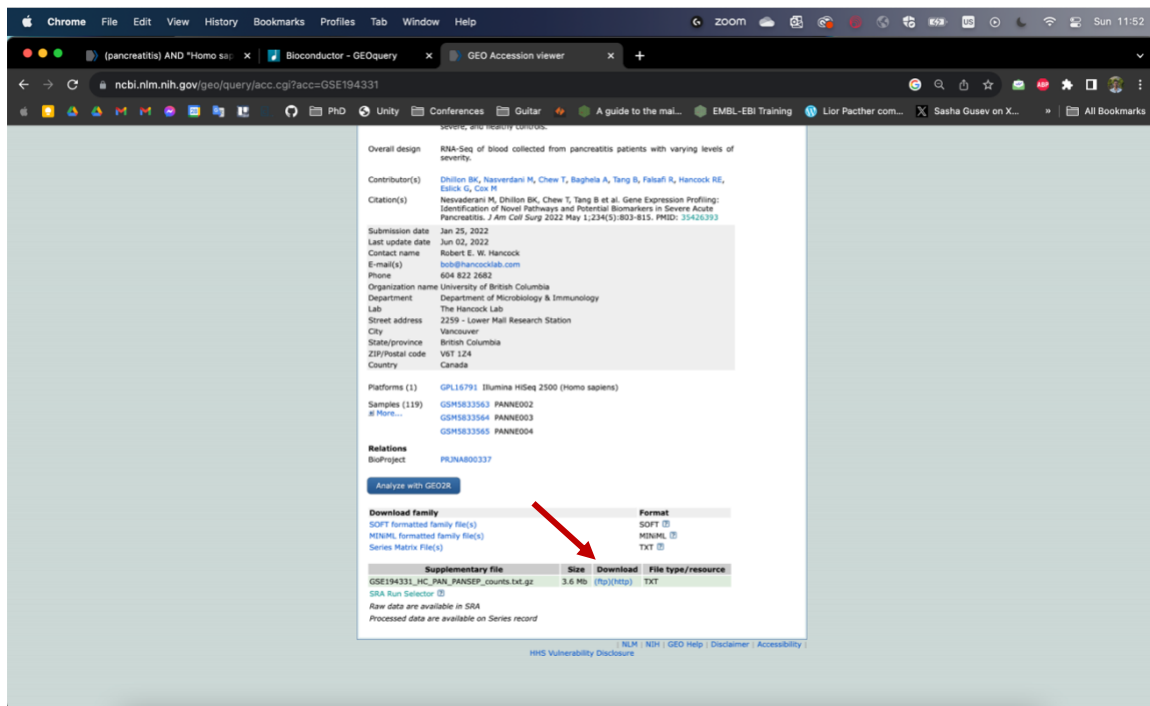 Chrome File Edit View History Bookmarks Profiles Tab Window Help zoom US Sun 11:52
(pancreatitis) AND "Homo sap Bioconductor - GEOquery GEO Accession viewer
ncbi.nlm.nih.gov/geo/query/acc.cgi?acc=GSE194331
PhD Unity Conferences Guitar A guide to the mai... EMBL-EBI Training Lior Pacther com... Sasha Gusev on X... » All Bookmarks
severe, and healthy controls.
Overall design RNA-Seq of blood collected from pancreatitis patients with varying levels of
severity.
Contributor(s) Dhillon BK, Nasverdani M, Chew T, Baghela A, Tang B, Falsafi R, Hancock RE,
Eslick G, Cox M
Citation(s) Nesvaderani M, Dhillon BK, Chew T, Tang B et al. Gene Expression Profiling:
Identification of Novel Pathways and Potential Biomarkers in Severe Acute
Pancreatitis. J Am Coll Surg 2022 May 1;234(5):803-815. PMID: 35426393
Submission date Jan 25, 2022
Last update date Jun 02, 2022
Contact name Robert E. W. Hancock
E-mail(s) bob@hancocklab.com
Phone 604 822 2682
Organization name University of British Columbia
Department Department of Microbiology & Immunology
Lab The Hancock Lab
Street address 2259 - Lower Mall Research Station
City Vancouver
State/province British Columbia
ZIP/Postal code V6T 1Z4
Country Canada
Platforms (1) GPL16791 Illumina HiSeq 2500 (Homo sapiens)
Samples (119) GSM5833563 PANNE002
More... GSM5833564 PANNE003
GSM5833565 PANNE004
Relations
BioProject PRJNA800337
Analyze with GEO2R
Download family Format
SOFT formatted family file(s) SOFT ?
MINiML formatted family file(s) MINiML ?
Series Matrix File(s) TXT ?
Supplementary file Size Download File type/resource
GSE194331_HC_PAN_PANSEP_counts.txt.gz 3.6 Mb (ftp)(http) TXT
SRA Run Selector ?
Raw data are available in SRA
Processed data are available on Series record
| NLM | NIH | GEO Help | Disclaimer | Accessibility |
HHS Vulnerability Disclosure